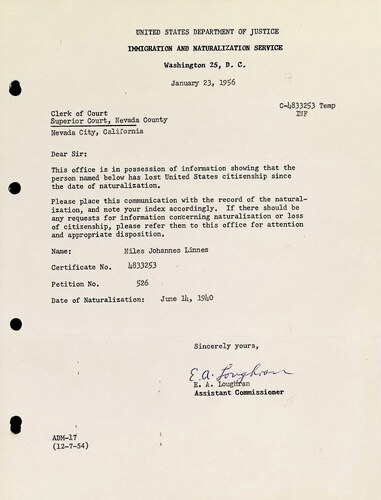 UNITED STATES DEPARTMENT OF JUSTICE
IMMIGRATION AND NATURALIZATION SERVICE
Washington 25, D. C.
January 23, 1956
C-4833253 Temp
INF
Clerk of Court
Superior Court, Nevada County
Nevada City, California
Dear Sir:
This office is in possession of information showing that the
person named below has lost United States citizenship since
the date of naturalization.
Please place this communication with the record of the natural-
ization, and note your index accordingly. If there should be
any requests for information concerning naturalization or loss
of citizenship, please refer them to this office for attention
and appropriate disposition.
Name: Niles Johannes Linnes
Certificate No. 4833253
Petition No. 526
Date of Naturalization: June 14, 1940
Sincerely yours,
E. A. Loughran
E. A. Loughran
Assistant Commissioner
ADM-17
(12-7-54)